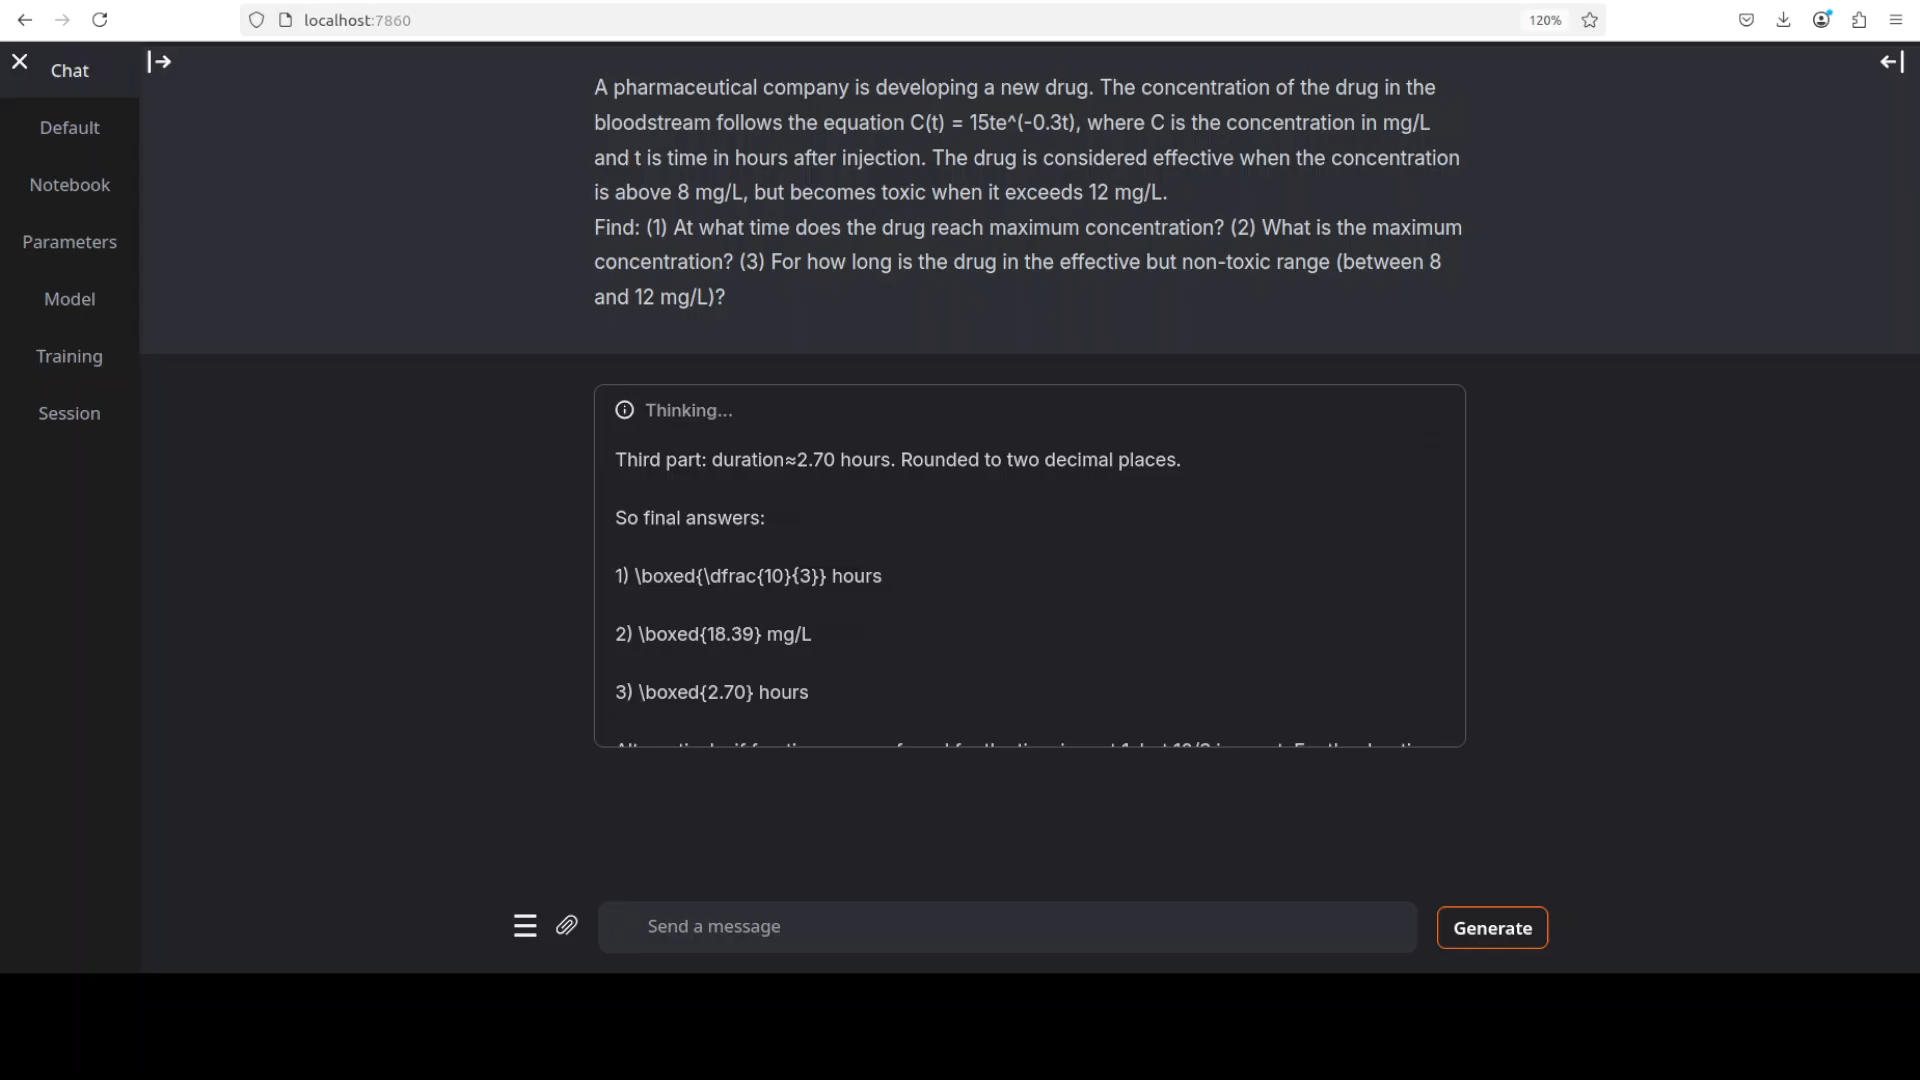 localhost:7860
120%
Chat
Default
Notebook
Parameters
Model
Training
Session
A pharmaceutical company is developing a new drug. The concentration of the drug in the
bloodstream follows the equation C(t) = 15te^(-0.3t), where C is the concentration in mg/L
and t is time in hours after injection. The drug is considered effective when the concentration
is above 8 mg/L, but becomes toxic when it exceeds 12 mg/L.
Find: (1) At what time does the drug reach maximum concentration? (2) What is the maximum
concentration? (3) For how long is the drug in the effective but non-toxic range (between 8
and 12 mg/L)?
Thinking...
Third part: duration≈2.70 hours. Rounded to two decimal places.
So final answers:
1) \boxed{\dfrac{10}{3}} hours
2) \boxed{18.39} mg/L
3) \boxed{2.70} hours
Send a message
Generate